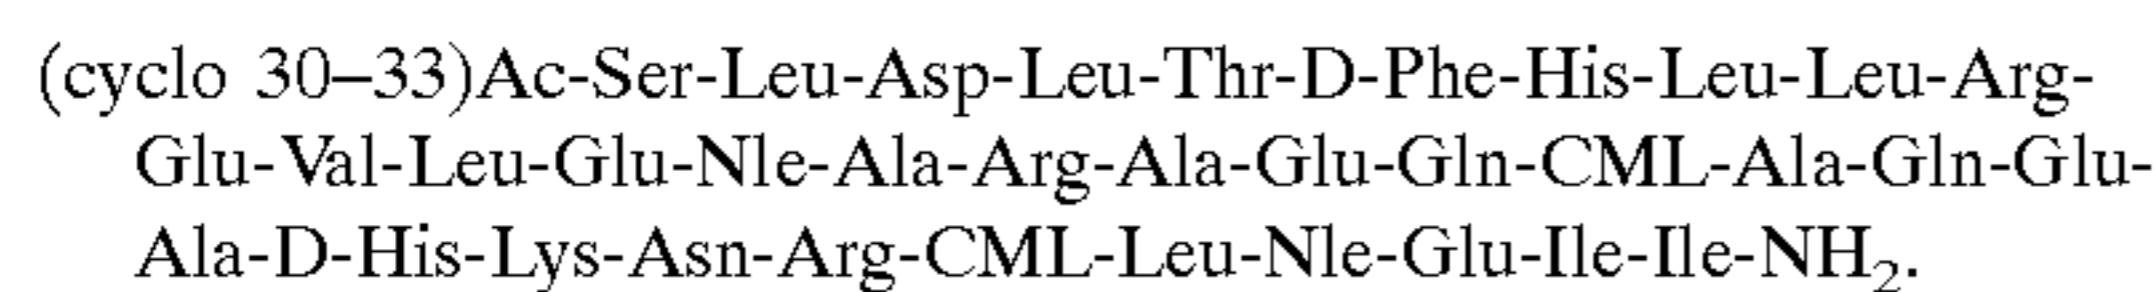 (cyclo 30–33)Ac-Ser-Leu-Asp-Leu-Thr-D-Phe-His-Leu-Leu-Arg-
Glu-Val-Leu-Glu-Nle-Ala-Arg-Ala-Glu-Gln-CML-Ala-Gln-Glu-
Ala-D-His-Lys-Asn-Arg-CML-Leu-Nle-Glu-Ile-Ile-NH₂.